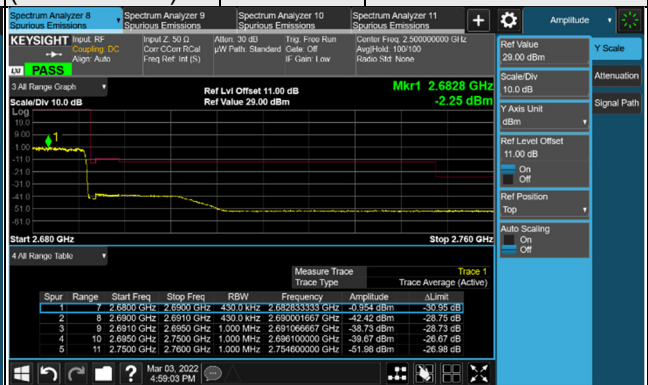 Spectrum Analyzer 8
Spurious Emissions
Spectrum Analyzer 9
Spurious Emissions
Spectrum Analyzer 10
Spurious Emissions
Spectrum Analyzer 11
Spurious Emissions
+
Amplitude
KEYSIGHT
Input: RF
Coupling: DC
Align: Auto
Input Z: 50 Ω
Corr CCorr RCal
Freq Ref: Int (S)
Atten: 30 dB
µW Path: Standard
Trig: Free Run
Gate: Off
IF Gain: Low
Center Freq: 2.500000000 GHz
Avg|Hold: 100/100
Radio Std: None
LXI PASS
3 All Range Graph
Scale/Div 10.0 dB
Ref Lvl Offset 11.00 dB
Ref Value 29.00 dBm
Mkr1 2.6828 GHz
-2.25 dBm
Log
19.0
9.00
1
-1.00
-11.0
-21.0
-31.0
-41.0
-51.0
-61.0
Start 2.680 GHz
Stop 2.760 GHz
4 All Range Table
Measure Trace Trace 1
Trace Type Trace Average (Active)
Spur Range Start Freq Stop Freq RBW Frequency Amplitude ΔLimit
1 7 2.6800 GHz 2.6900 GHz 430.0 kHz 2.682833333 GHz -0.954 dBm -30.95 dB
2 8 2.6900 GHz 2.6910 GHz 430.0 kHz 2.690001667 GHz -42.42 dBm -28.75 dB
3 9 2.6910 GHz 2.6950 GHz 1.000 MHz 2.691066667 GHz -38.73 dBm -28.73 dB
4 10 2.6950 GHz 2.7500 GHz 1.000 MHz 2.696100000 GHz -39.67 dBm -26.67 dB
5 11 2.7500 GHz 2.7600 GHz 1.000 MHz 2.754600000 GHz -51.98 dBm -26.98 dB
Ref Value
29.00 dBm
Scale/Div
10.0 dB
Y Axis Unit
dBm
Ref Level Offset
11.00 dB
On
Off
Ref Position
Top
Auto Scaling
On
Off
Y Scale
Attenuation
Signal Path
?
Mar 03, 2022
4:59:03 PM